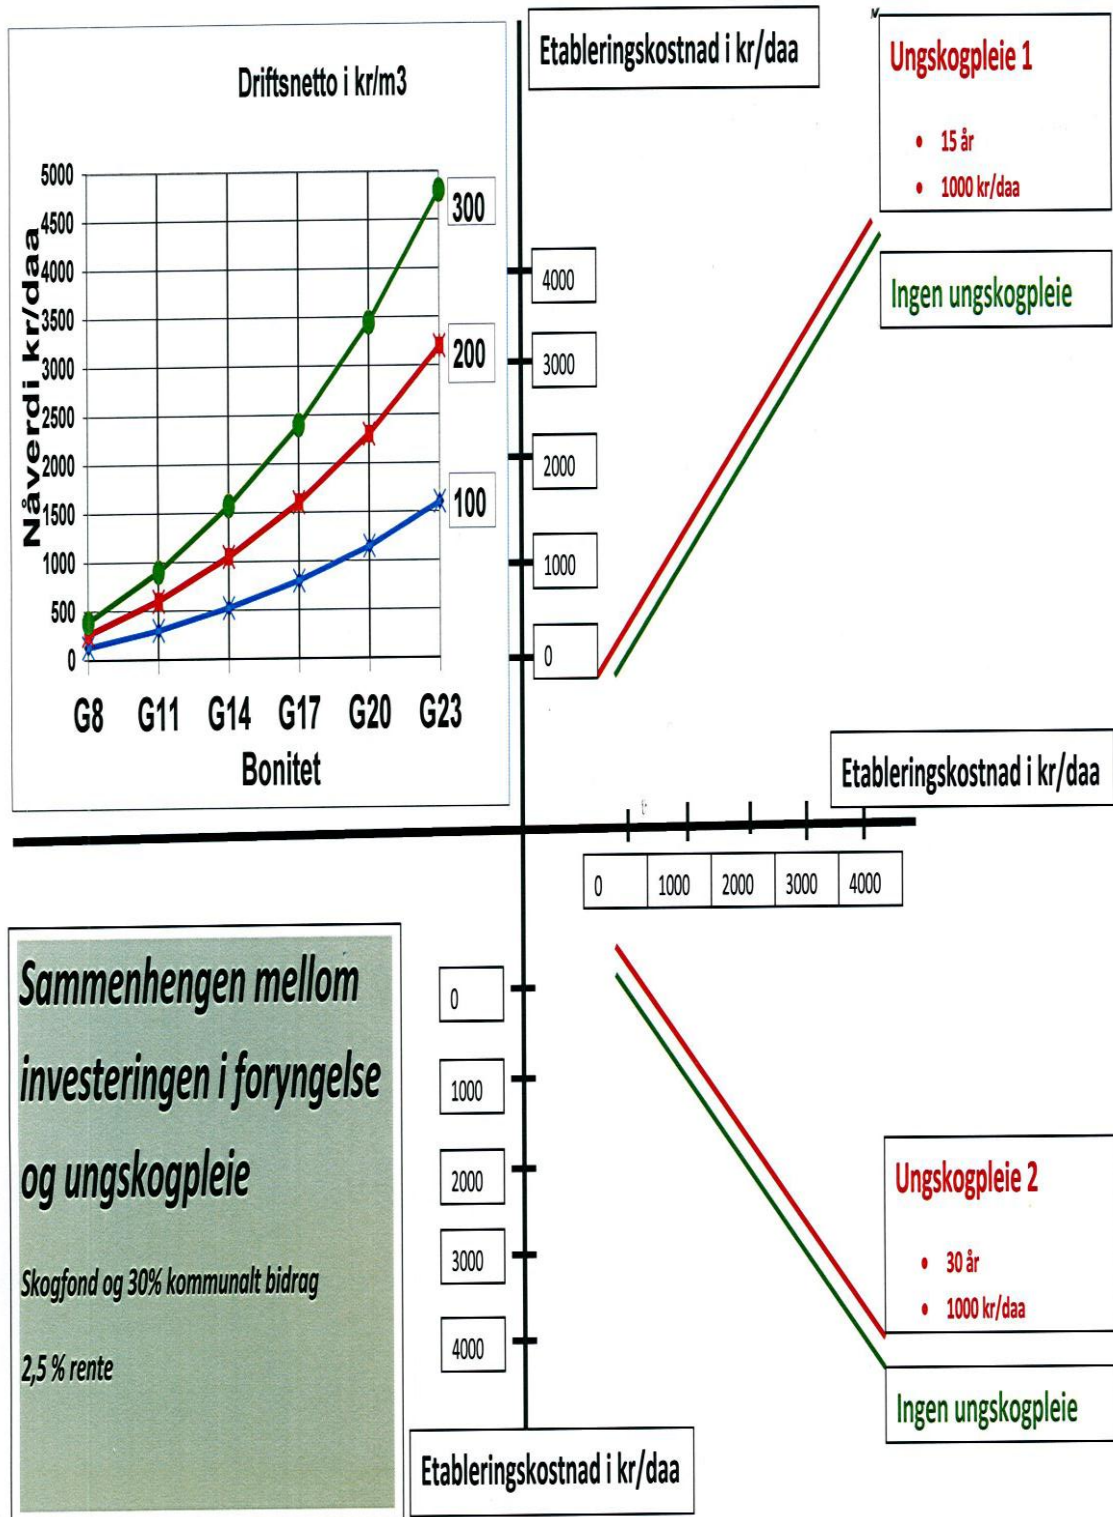 Driftsnetto i kr/m3
Nåverdi kr/daa
5000
4500
4000
3500
3000
2500
2000
1500
1000
500
0
300
200
100
G8 G11 G14 G17 G20 G23
Bonitet
Etableringskostnad i kr/daa
4000
3000
2000
1000
0
Ungskogpleie 1
• 15 år
• 1000 kr/daa
Ingen ungskogpleie
Etableringskostnad i kr/daa
0 1000 2000 3000 4000
Sammenhengen mellom
investeringen i foryngelse
og ungskogpleie
Skogfond og 30% kommunalt bidrag
2,5 % rente
0
1000
2000
3000
4000
Ungskogpleie 2
• 30 år
• 1000 kr/daa
Ingen ungskogpleie
Etableringskostnad i kr/daa